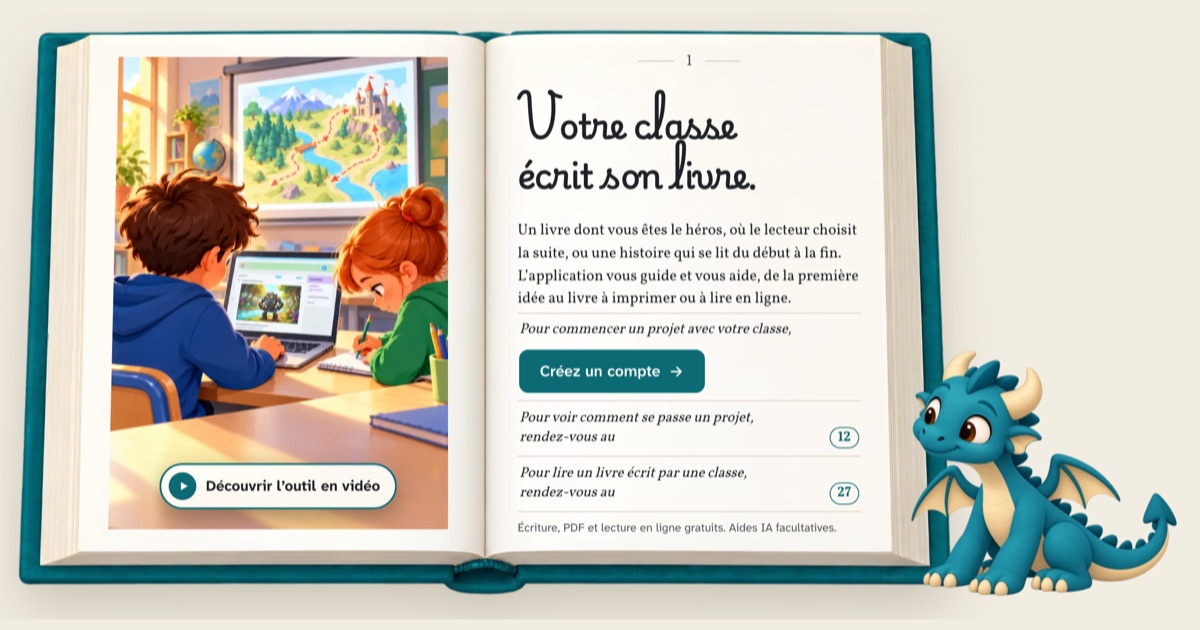 Découvrir l'outil en vidéo
1
Votre classe
écrit son livre.
Un livre dont vous êtes le héros, où le lecteur choisit
la suite, ou une histoire qui se lit du début à la fin.
L'application vous guide et vous aide, de la première
idée au livre à imprimer ou à lire en ligne.
Pour commencer un projet avec votre classe,
Créez un compte →
Pour voir comment se passe un projet,
rendez-vous au 12
Pour lire un livre écrit par une classe,
rendez-vous au 27
Écriture, PDF et lecture en ligne gratuits. Aides IA facultatives.